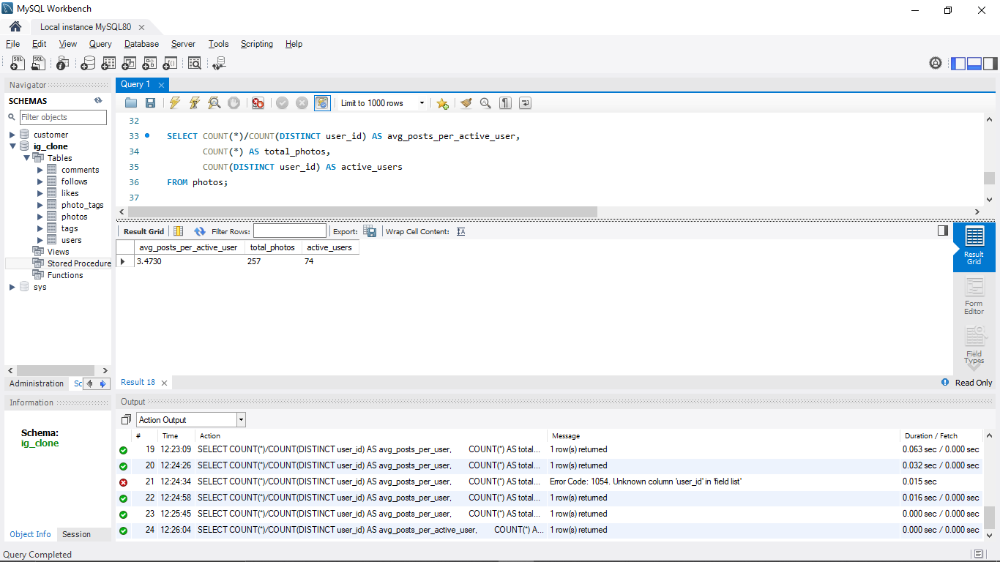 MySQL Workbench
Local instance MySQL80
File Edit View Query Database Server Tools Scripting Help
Navigator
SCHEMAS
Filter objects
customer
ig_clone
Tables
comments
follows
likes
photo_tags
photos
tags
users
Views
Stored Procedure
Functions
sys
Administration Sc
Information
Schema:
ig_clone
Object Info Session
Query 1
Limit to 1000 rows
32
33 SELECT COUNT(*)/COUNT(DISTINCT user_id) AS avg_posts_per_active_user,
34 COUNT(*) AS total_photos,
35 COUNT(DISTINCT user_id) AS active_users
36 FROM photos;
37
Result Grid Filter Rows: Export: Wrap Cell Content:
avg_posts_per_active_user total_photos active_users
3.4730 257 74
Result Grid
Form Editor
Field Types
Result 18
Read Only
Output
Action Output
# Time Action Message Duration / Fetch
19 12:23:09 SELECT COUNT(*)/COUNT(DISTINCT user_id) AS avg_posts_per_user, COUNT(*) AS total... 1 row(s) returned 0.063 sec / 0.000 sec
20 12:24:26 SELECT COUNT(*)/COUNT(DISTINCT user_id) AS avg_posts_per_user, COUNT(*) AS total... 1 row(s) returned 0.032 sec / 0.000 sec
21 12:24:34 SELECT COUNT(*)/COUNT(DISTINCT user_id) AS avg_posts_per_user, COUNT(*) AS total... Error Code: 1054. Unknown column 'user_id' in 'field list' 0.015 sec
22 12:24:58 SELECT COUNT(*)/COUNT(DISTINCT user_id) AS avg_posts_per_user, COUNT(*) AS total... 1 row(s) returned 0.016 sec / 0.000 sec
23 12:25:45 SELECT COUNT(*)/COUNT(DISTINCT user_id) AS avg_posts_per_user, COUNT(*) AS total... 1 row(s) returned 0.000 sec / 0.000 sec
24 12:26:04 SELECT COUNT(*)/COUNT(DISTINCT user_id) AS avg_posts_per_active_user, COUNT(*) A... 1 row(s) returned 0.000 sec / 0.000 sec
Query Completed